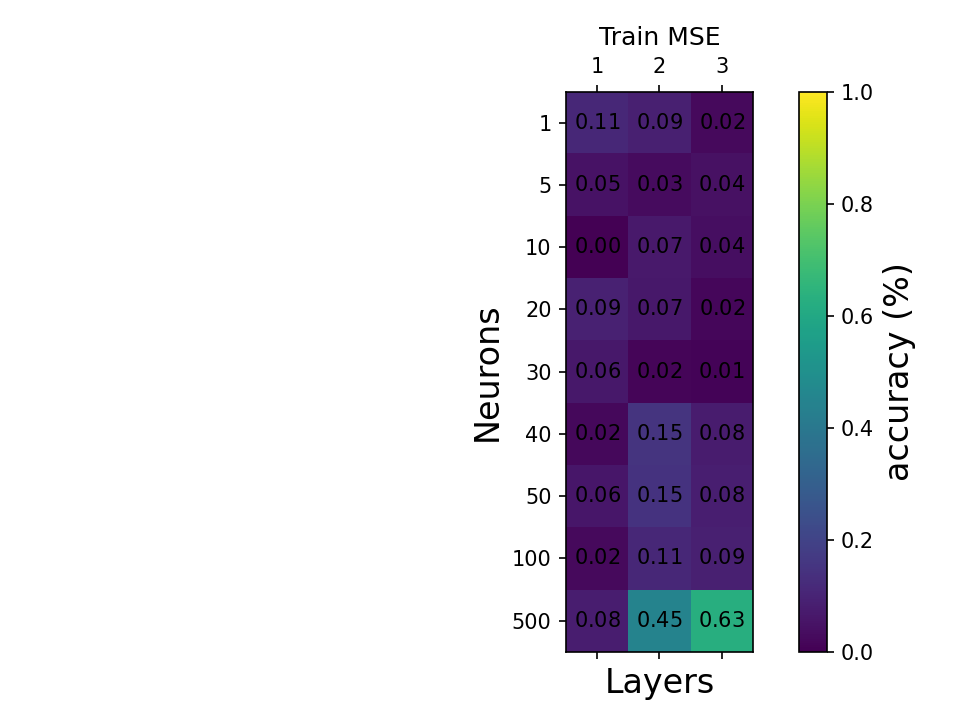 Train MSE
1 2 3
1 0.11 0.09 0.02
5 0.05 0.03 0.04
10 0.00 0.07 0.04
20 0.09 0.07 0.02
30 0.06 0.02 0.01
40 0.02 0.15 0.08
50 0.06 0.15 0.08
100 0.02 0.11 0.09
500 0.08 0.45 0.63
Neurons
Layers
1.0
0.8
0.6
0.4
0.2
0.0
accuracy (%)